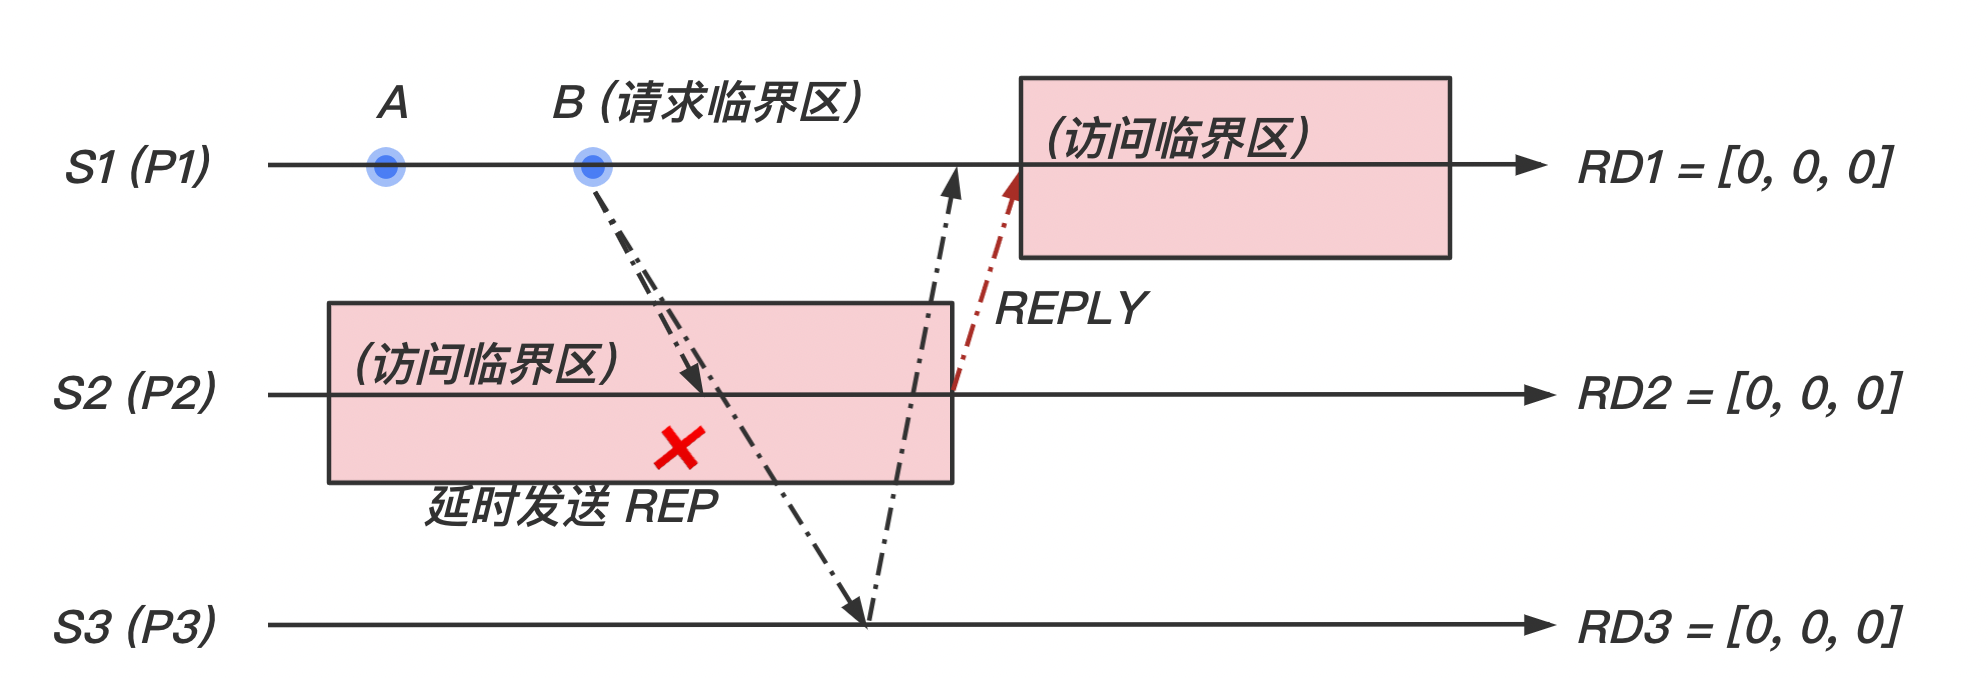 A
B (请求临界区)
S1 (P1)
(访问临界区)
RD1 = [0, 0, 0]
REPLY
(访问临界区)
S2 (P2)
RD2 = [0, 0, 0]
延时发送 REP
S3 (P3)
RD3 = [0, 0, 0]